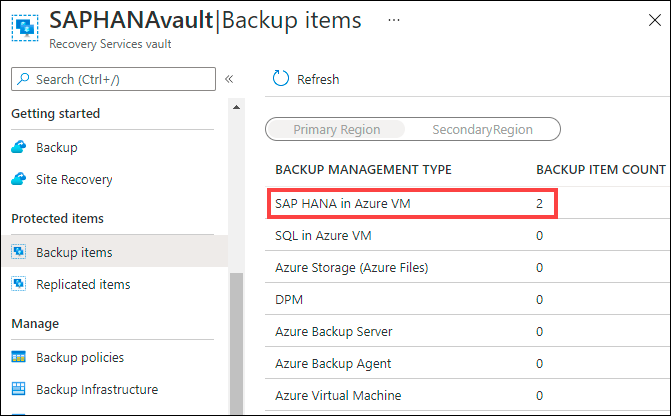 SAPHANAvault|Backup items ...
Recovery Services vault
Search (Ctrl+/)
«
Refresh
Getting started
Backup
Site Recovery
Protected items
Backup items
Replicated items
Manage
Backup policies
Backup Infrastructure
Primary Region SecondaryRegion
BACKUP MANAGEMENT TYPE BACKUP ITEM COUNT
SAP HANA in Azure VM 2
SQL in Azure VM 0
Azure Storage (Azure Files) 0
DPM 0
Azure Backup Server 0
Azure Backup Agent 0
Azure Virtual Machine 0